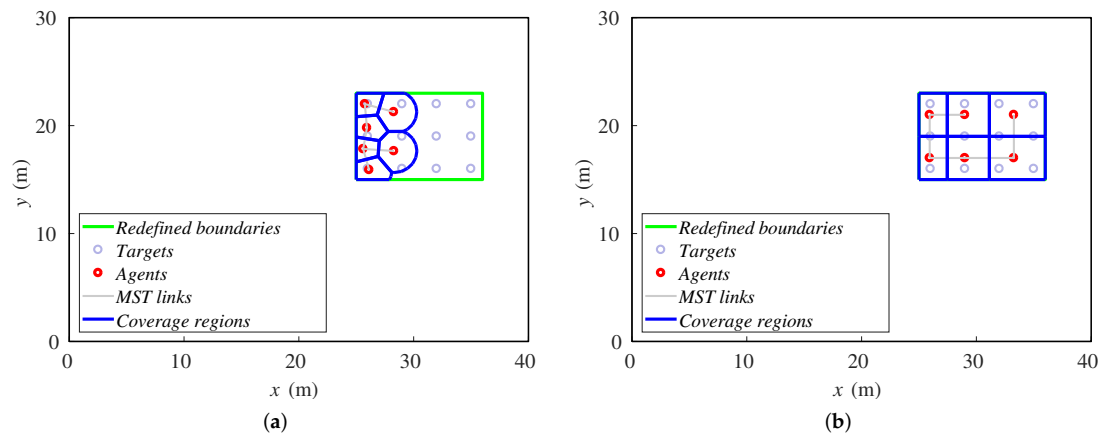 30
20
10
0
y (m)
Redefined boundaries
Targets
Agents
MST links
Coverage regions
0 10 20 30 40
x (m)
(a)
30
20
10
0
y (m)
Redefined boundaries
Targets
Agents
MST links
Coverage regions
0 10 20 30 40
x (m)
(b)